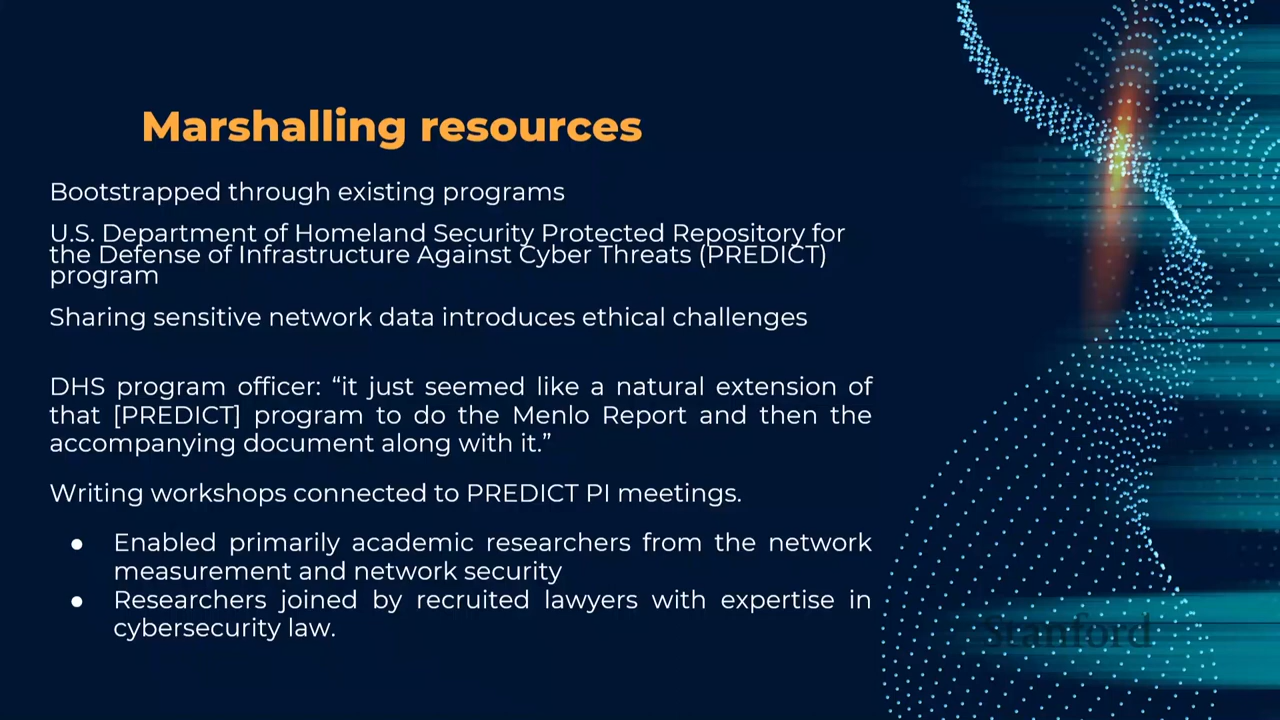 Marshalling resources
Bootstrapped through existing programs
U.S. Department of Homeland Security Protected Repository for
the Defense of Infrastructure Against Cyber Threats (PREDICT)
program
Sharing sensitive network data introduces ethical challenges
DHS program officer: “it just seemed like a natural extension of
that [PREDICT] program to do the Menlo Report and then the
accompanying document along with it.”
Writing workshops connected to PREDICT PI meetings.
● Enabled primarily academic researchers from the network
measurement and network security
● Researchers joined by recruited lawyers with expertise in
cybersecurity law.
Stanford